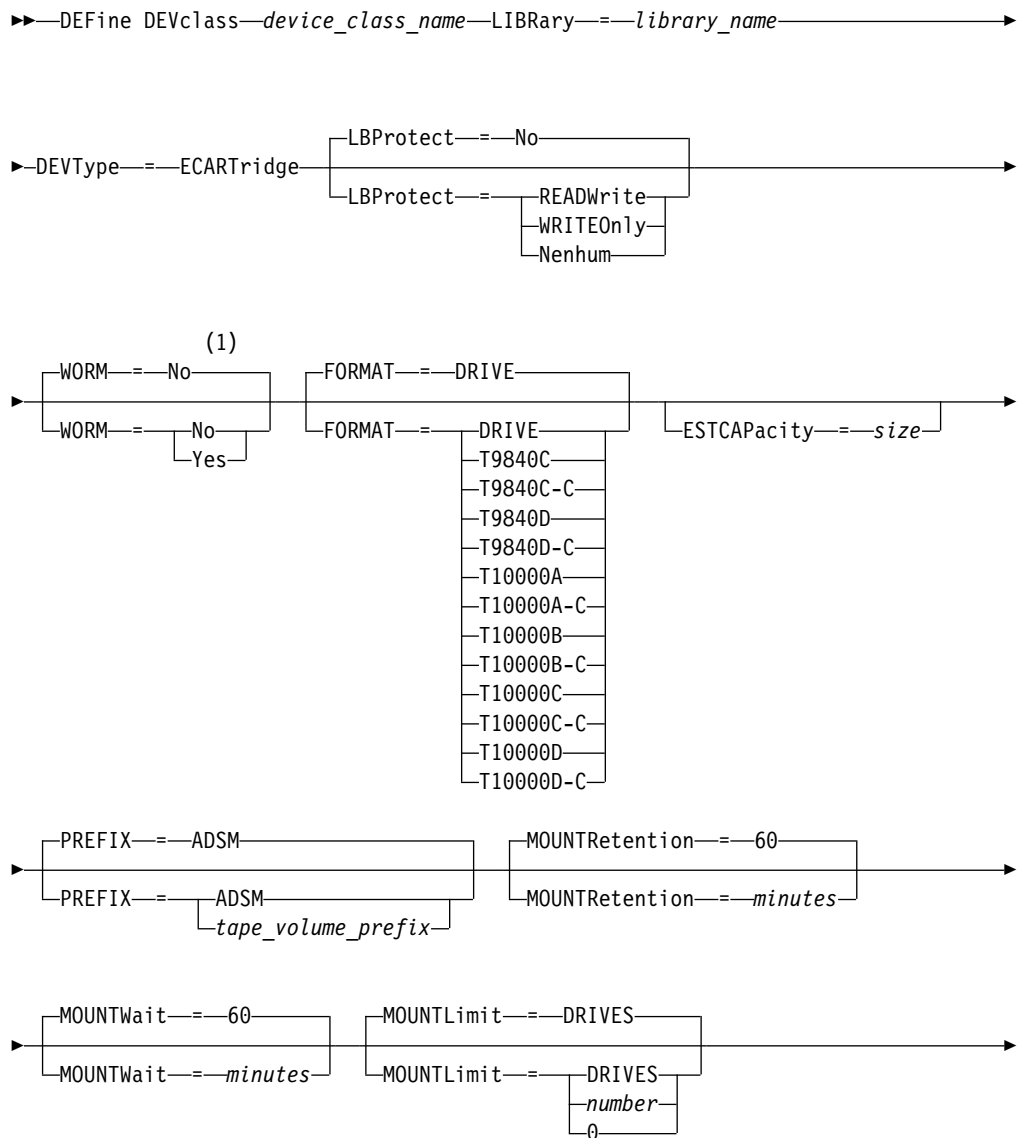 DEFine DEVclass device_class_name LIBRary = library_name
LBProtect = No
DEVType = ECARTridge
LBProtect = READWrite
WRITEOnly
Nenhum
(1)
WORM = No FORMAT = DRIVE
WORM = No FORMAT = DRIVE ESTCAPacity = size
Yes T9840C
T9840C-C
T9840D
T9840D-C
T10000A
T10000A-C
T10000B
T10000B-C
T10000C
T10000C-C
T10000D
T10000D-C
PREFIX = ADSM MOUNTRetention = 60
PREFIX = ADSM MOUNTRetention = minutes
tape_volume_prefix
MOUNTWait = 60 MOUNTLimit = DRIVES
MOUNTWait = minutes MOUNTLimit = DRIVES
number
0